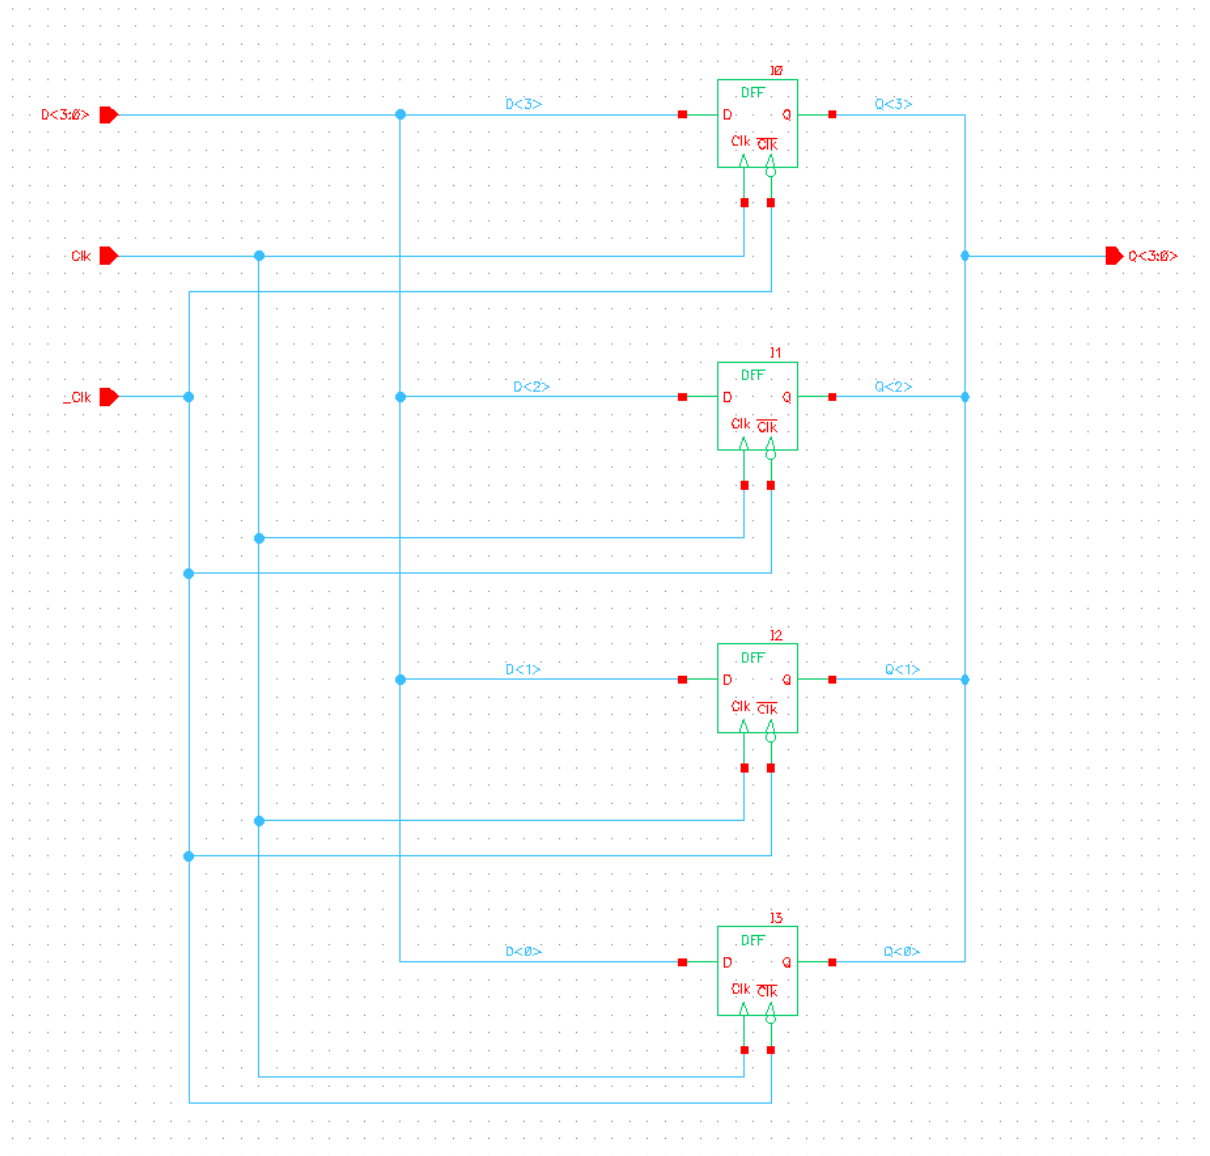 I0
DFF
D<3:0>
D<3>
D
Q
Q<3>
Clk Clk
Clk
Q<3:0>
I1
DFF
_Clk
D<2>
D
Q
Q<2>
Clk Clk
I2
DFF
D<1>
D
Q
Q<1>
Clk Clk
I3
DFF
D<0>
D
Q
Q<0>
Clk Clk